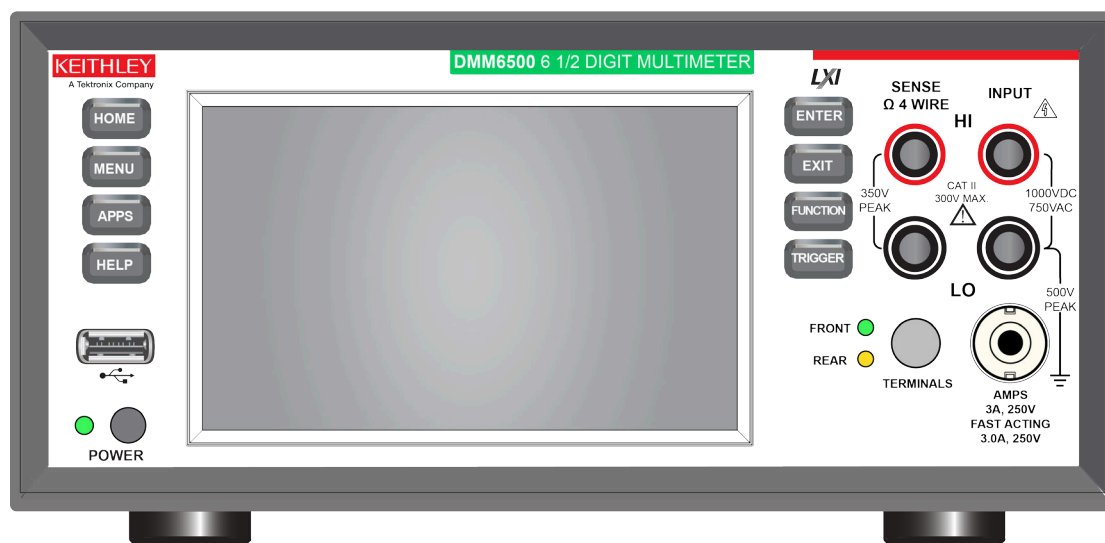 KEITHLEY
A Tektronix Company
DMM6500 6 1/2 DIGIT MULTIMETER
LXI
HOME
MENU
APPS
HELP
POWER
ENTER
EXIT
FUNCTION
TRIGGER
SENSE
Ω 4 WIRE
INPUT
HI
350V
PEAK
CAT II
300V MAX.
1000VDC
750VAC
LO
500V
PEAK
FRONT
REAR
TERMINALS
AMPS
3A, 250V
FAST ACTING
3.0A, 250V